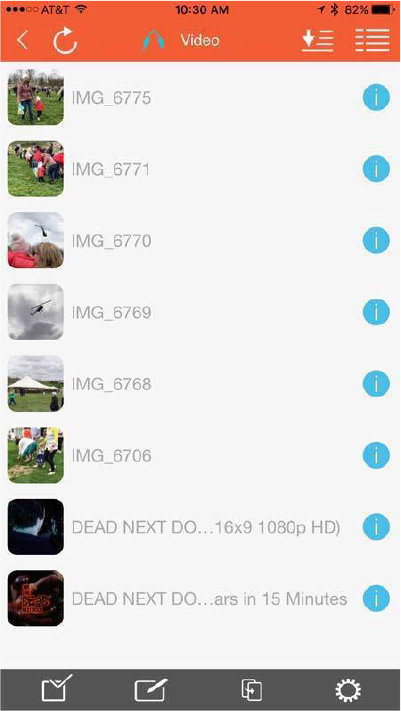 AT&T 10:30 AM 82%
Video
IMG_6775
IMG_6771
IMG_6770
IMG_6769
IMG_6768
IMG_6706
DEAD NEXT DO...16x9 1080p HD)
DEAD NEXT DO...ars in 15 Minutes